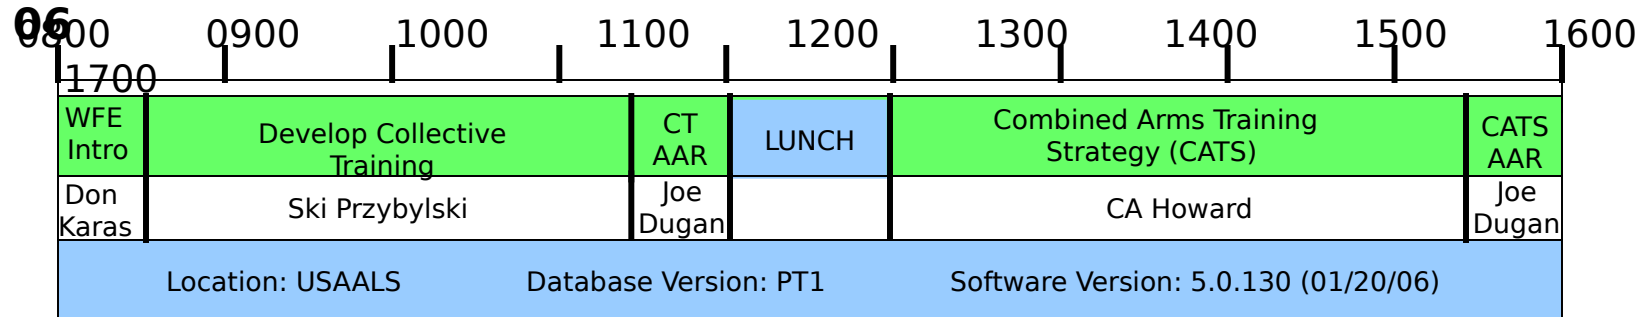 06
0800 0900 1000 1100 1200 1300 1400 1500 1600
1700
WFE
Intro
Develop Collective
Training
CT
AAR
LUNCH
Combined Arms Training
Strategy (CATS)
CATS
AAR
Don
Karas
Ski Przybylski
Joe
Dugan
CA Howard
Joe
Dugan
Location: USAALS Database Version: PT1 Software Version: 5.0.130 (01/20/06)